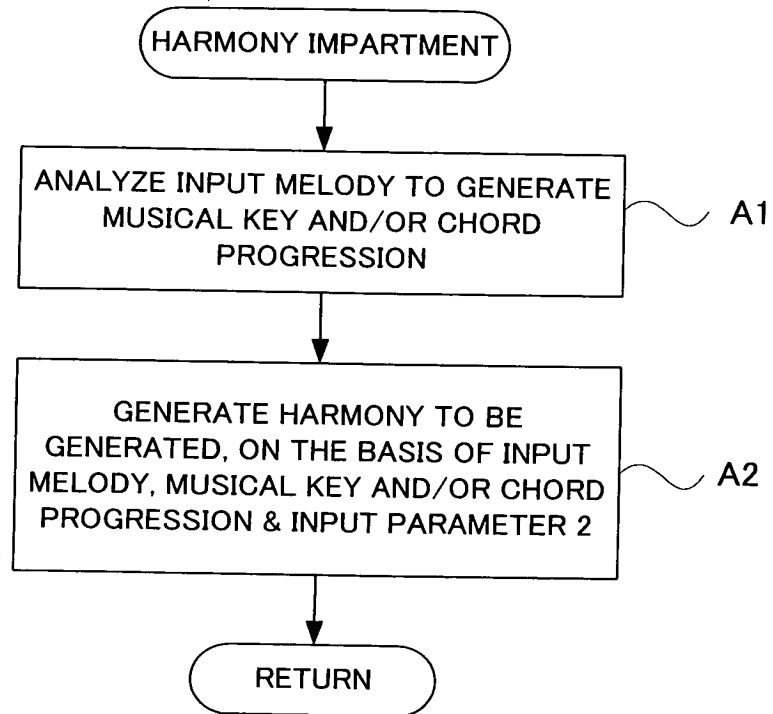 HARMONY IMPARTMENT
ANALYZE INPUT MELODY TO GENERATE
MUSICAL KEY AND/OR CHORD
PROGRESSION
A1
GENERATE HARMONY TO BE
GENERATED, ON THE BASIS OF INPUT
MELODY, MUSICAL KEY AND/OR CHORD
PROGRESSION & INPUT PARAMETER 2
A2
RETURN